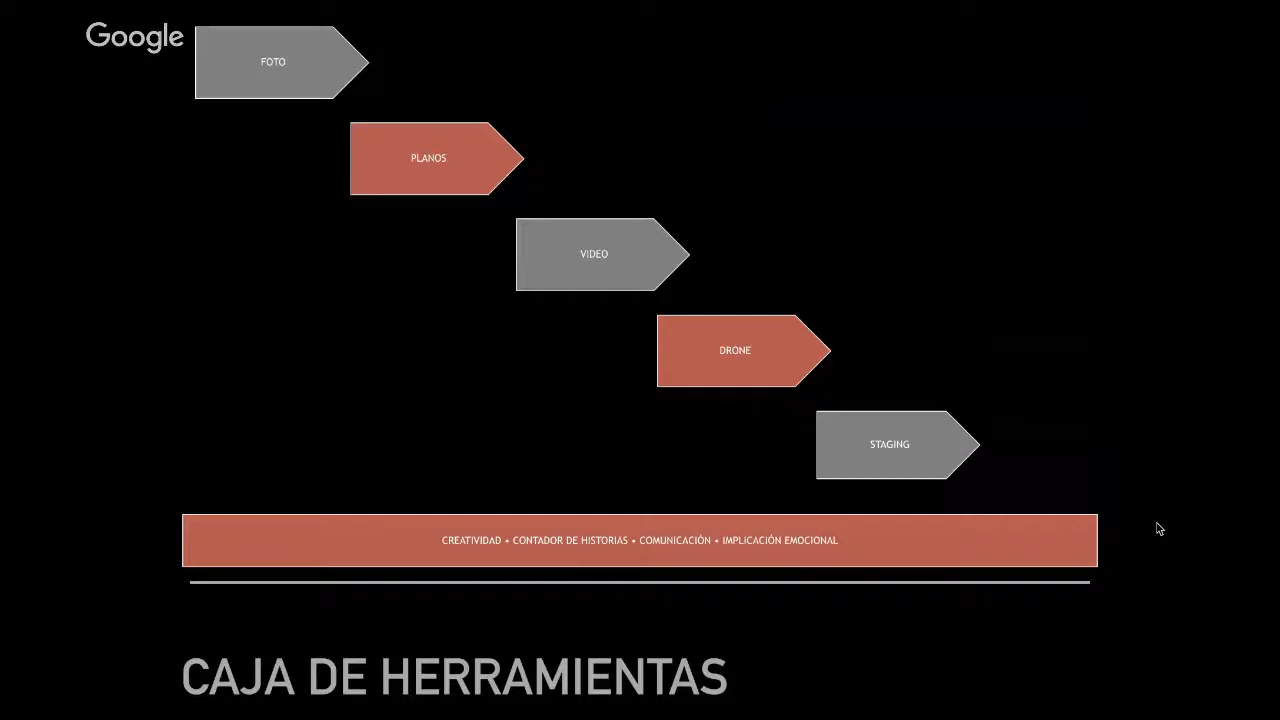 Google
FOTO
PLANOS
VIDEO
DRONE
STAGING
CREATIVIDAD • CONTADOR DE HISTORIAS • COMUNICACIÓN • IMPLICACIÓN EMOCIONAL
CAJA DE HERRAMIENTAS